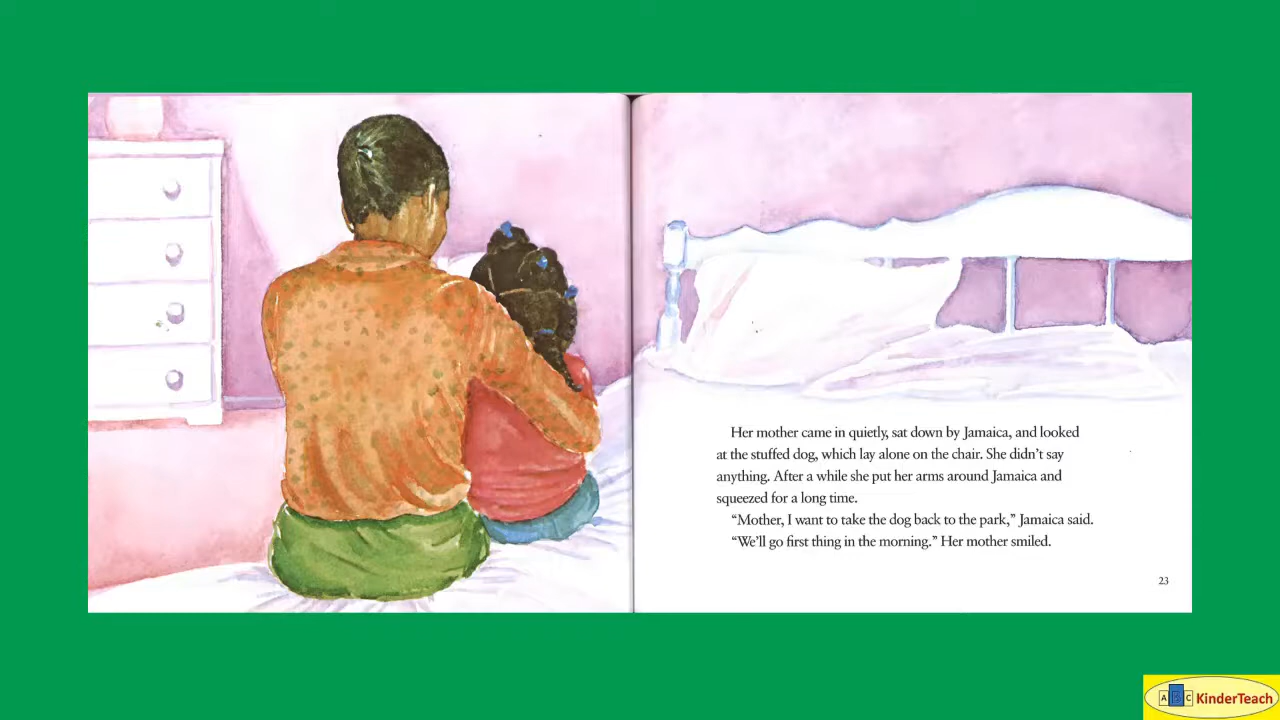 Her mother came in quietly, sat down by Jamaica, and looked
at the stuffed dog, which lay alone on the chair. She didn’t say
anything. After a while she put her arms around Jamaica and
squeezed for a long time.
“Mother, I want to take the dog back to the park,” Jamaica said.
“We’ll go first thing in the morning.” Her mother smiled.
23
A B C KinderTeach